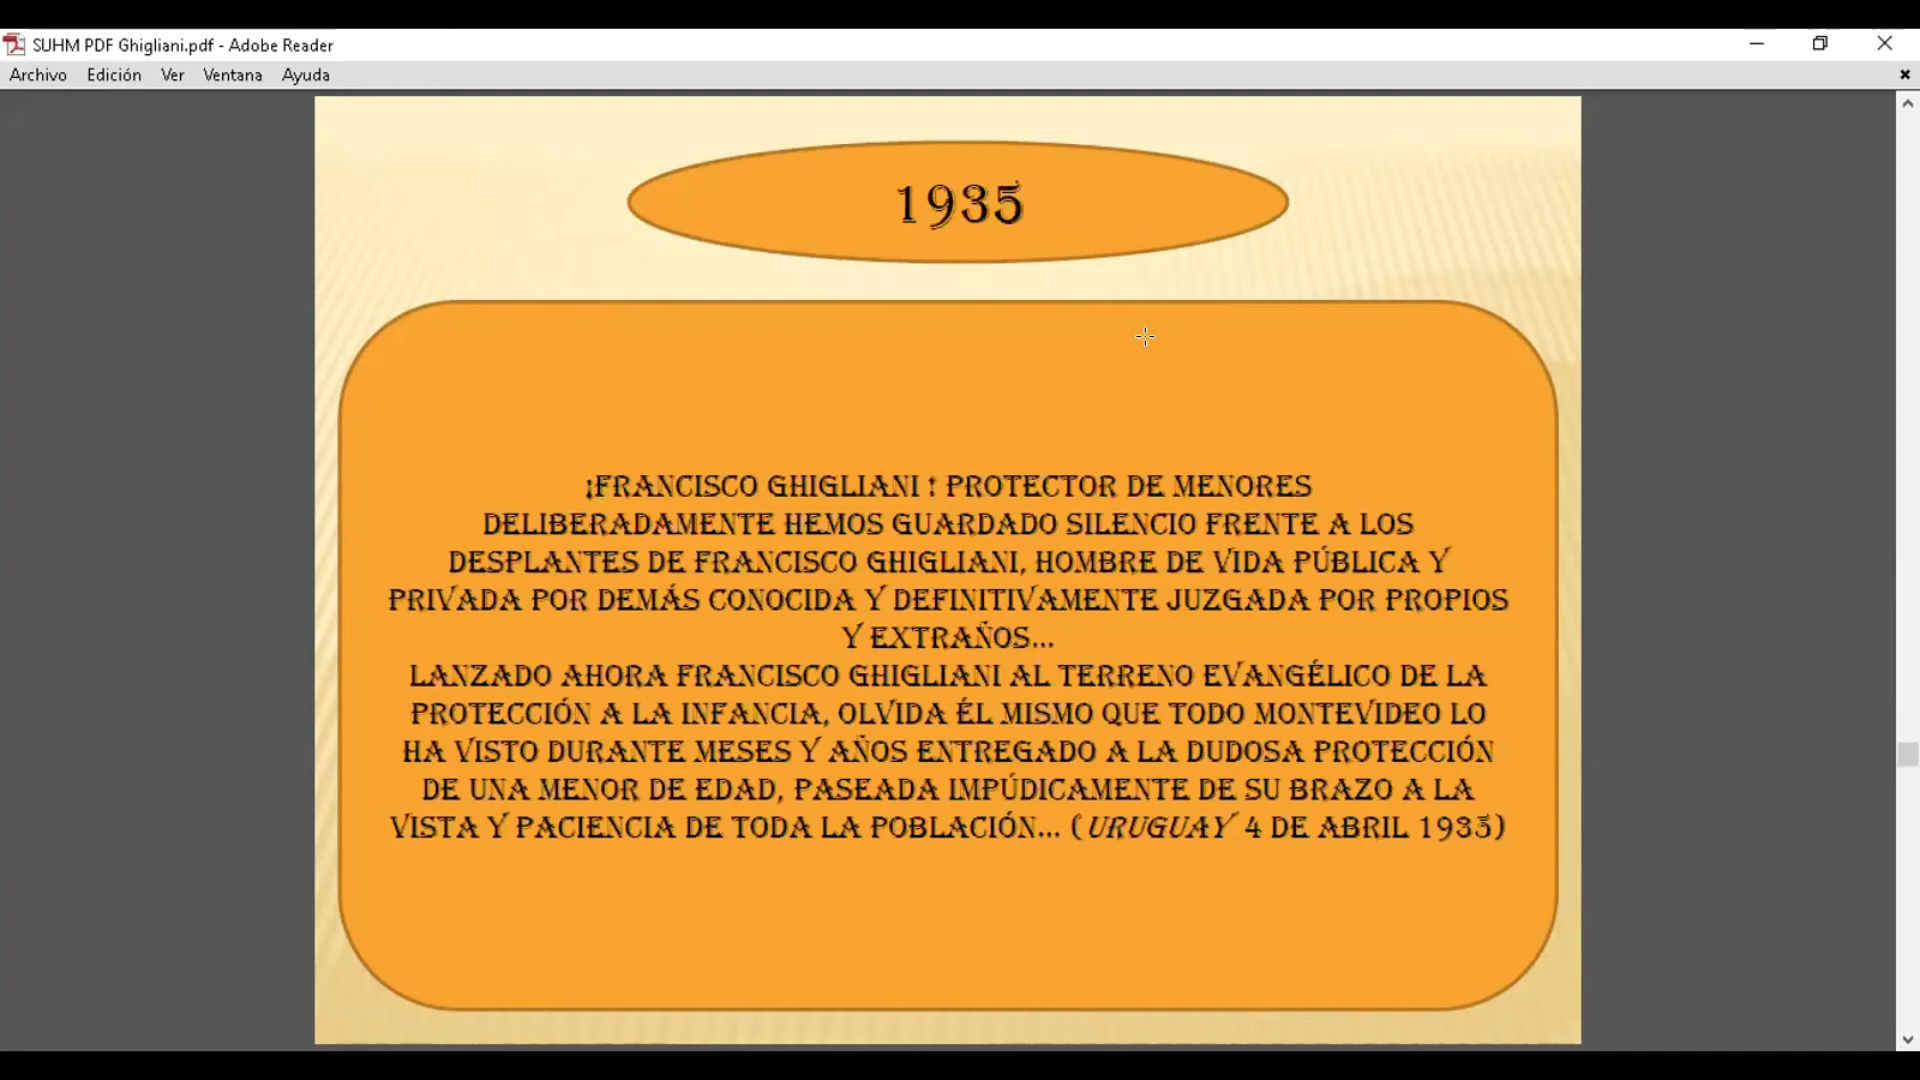 SUHM PDF Ghigliani.pdf - Adobe Reader
Archivo Edición Ver Ventana Ayuda
1935
¡FRANCISCO GHIGLIANI ! PROTECTOR DE MENORES
DELIBERADAMENTE HEMOS GUARDADO SILENCIO FRENTE A LOS
DESPLANTES DE FRANCISCO GHIGLIANI, HOMBRE DE VIDA PÚBLICA Y
PRIVADA POR DEMÁS CONOCIDA Y DEFINITIVAMENTE JUZGADA POR PROPIOS
Y EXTRAÑOS...
LANZADO AHORA FRANCISCO GHIGLIANI AL TERRENO EVANGÉLICO DE LA
PROTECCIÓN A LA INFANCIA, OLVIDA ÉL MISMO QUE TODO MONTEVIDEO LO
HA VISTO DURANTE MESES Y AÑOS ENTREGADO A LA DUDOSA PROTECCIÓN
DE UNA MENOR DE EDAD, PASEADA IMPÚDICAMENTE DE SU BRAZO A LA
VISTA Y PACIENCIA DE TODA LA POBLACIÓN... (URUGUAY 4 DE ABRIL 1935)